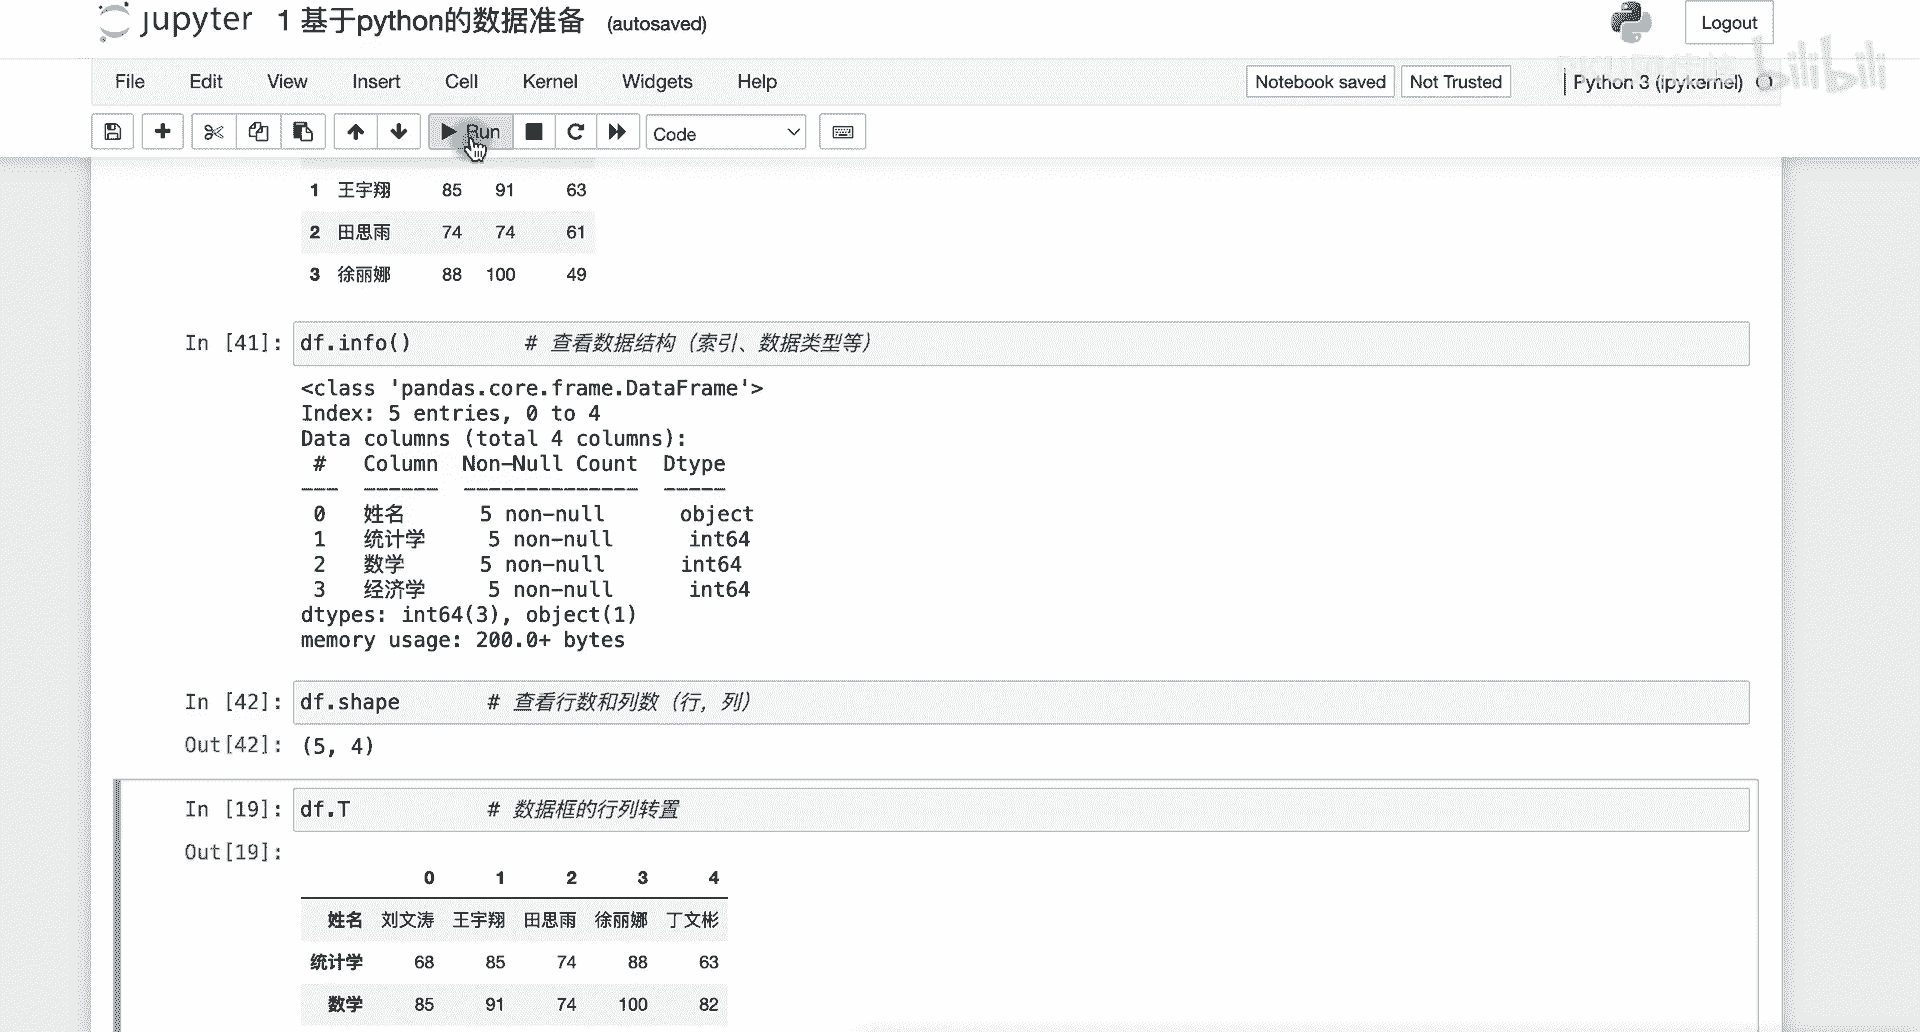 jupyter 1 基于python的数据准备 (autosaved) Logout
File Edit View Insert Cell Kernel Widgets Help Notebook saved Not Trusted Python 3 (ipykernel)
bilibili
Run Code
1 王宇翔 85 91 63
2 田思雨 74 74 61
3 徐丽娜 88 100 49
In [41]: df.info() # 查看数据结构（索引、数据类型等）
<class 'pandas.core.frame.DataFrame'>
Index: 5 entries, 0 to 4
Data columns (total 4 columns):
# Column Non-Null Count Dtype
--- ------ -------------- -----
0 姓名 5 non-null object
1 统计学 5 non-null int64
2 数学 5 non-null int64
3 经济学 5 non-null int64
dtypes: int64(3), object(1)
memory usage: 200.0+ bytes
In [42]: df.shape # 查看行数和列数（行，列）
Out[42]: (5, 4)
In [19]: df.T # 数据框的行列转置
Out[19]:
0 1 2 3 4
姓名 刘文涛 王宇翔 田思雨 徐丽娜 丁文彬
统计学 68 85 74 88 63
数学 85 91 74 100 82